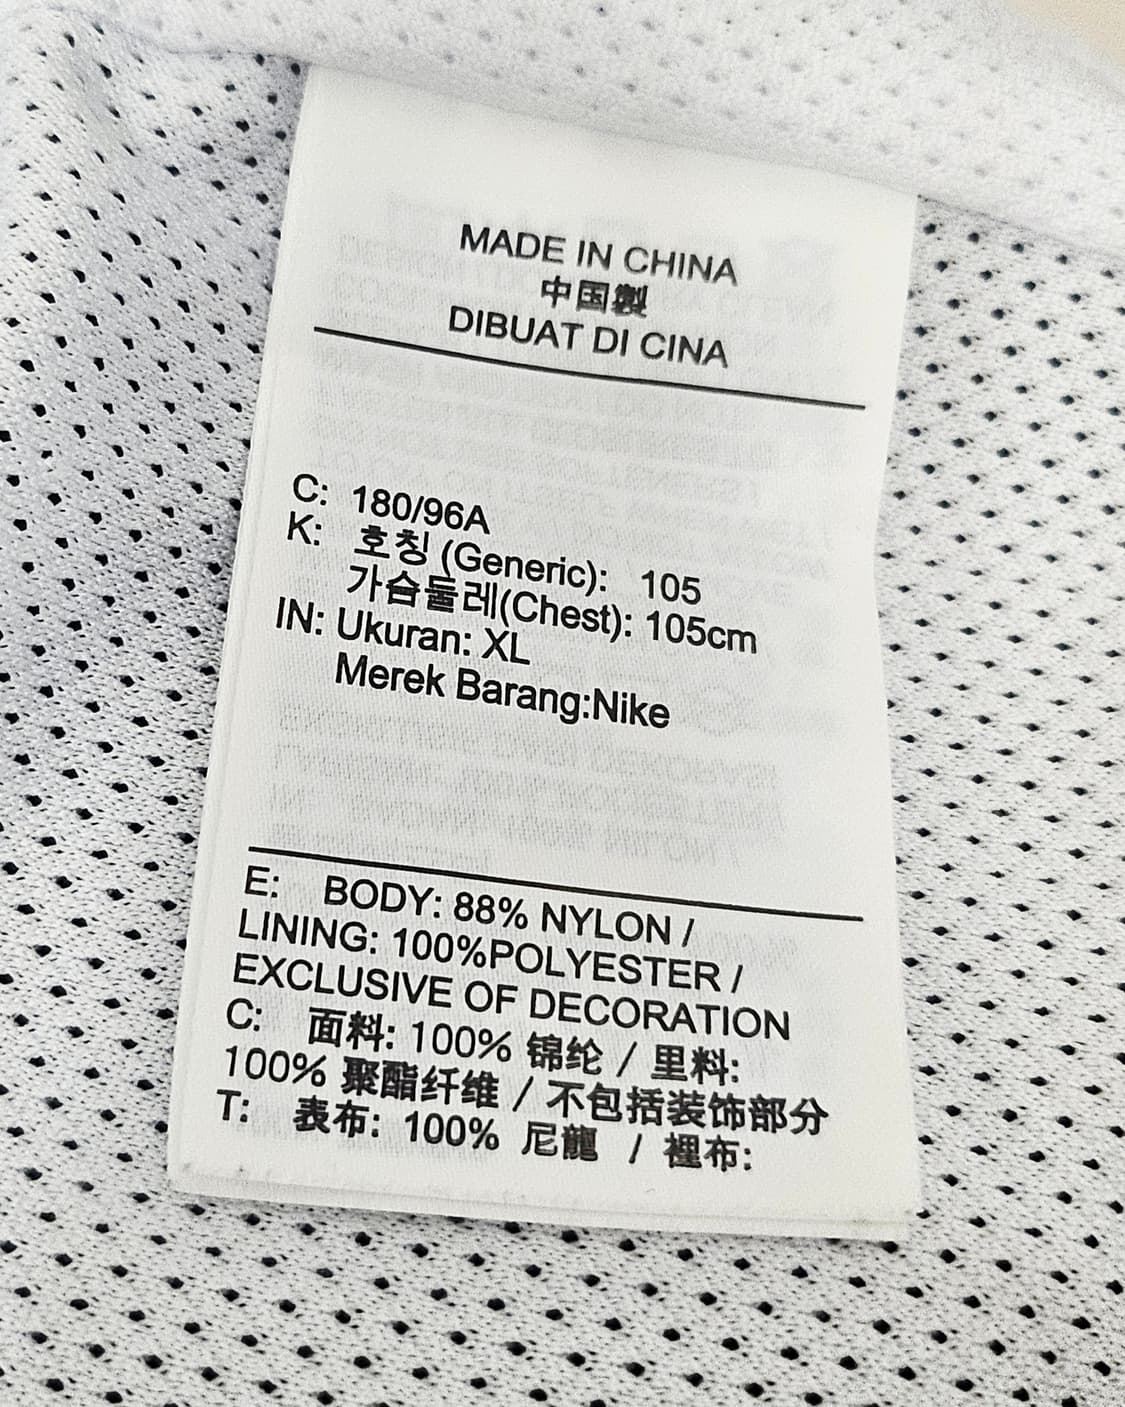 MADE IN CHINA
中国製
DIBUAT DI CINA
C: 180/96A
K: 호칭 (Generic): 105
가슴둘레(Chest): 105cm
IN: Ukuran: XL
Merek Barang:Nike
E: BODY: 88% NYLON /
LINING: 100%POLYESTER /
EXCLUSIVE OF DECORATION
C: 面料: 100% 锦纶 / 里料:
100% 聚酯纤维 / 不包括装饰部分
T: 表布: 100% 尼龍 / 裡布: